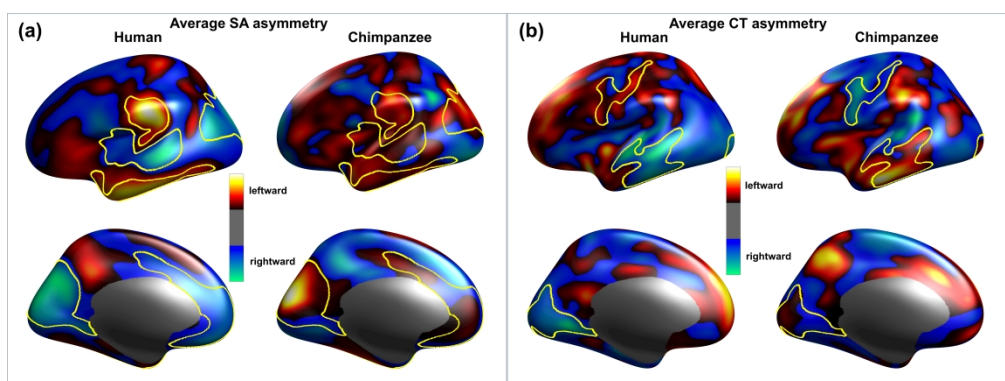 (a)
Average SA asymmetry
Human Chimpanzee
leftward
rightward
(b)
Average CT asymmetry
Human Chimpanzee
leftward
rightward